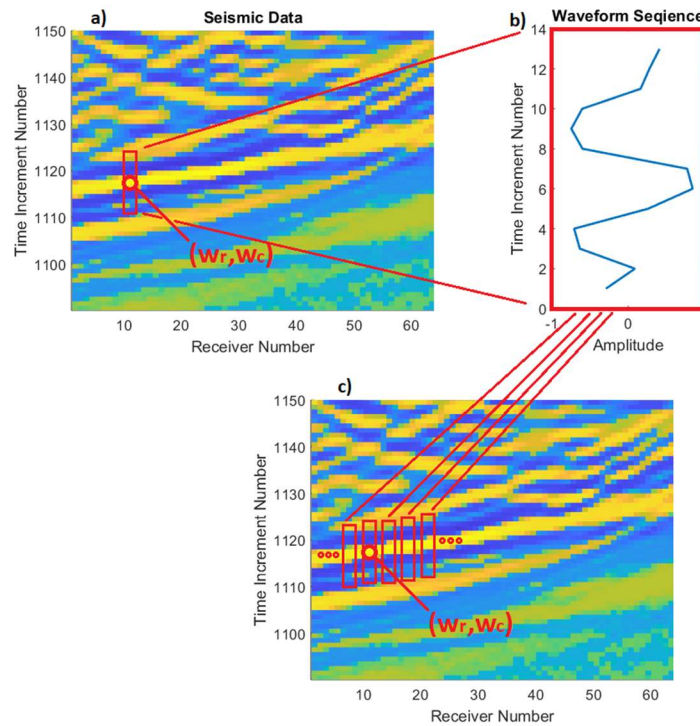 a)
Seismic Data
1150
1140
1130
1120
1110
1100
Time Increment Number
(wr,wc)
10 20 30 40 50 60
Receiver Number
b)
Waveform Seqience
14
12
10
8
6
4
2
0
Time Increment Number
-1 0
Amplitude
c)
1150
1140
1130
1120
1110
1100
Time Increment Number
(wr,wc)
10 20 30 40 50 60
Receiver Number